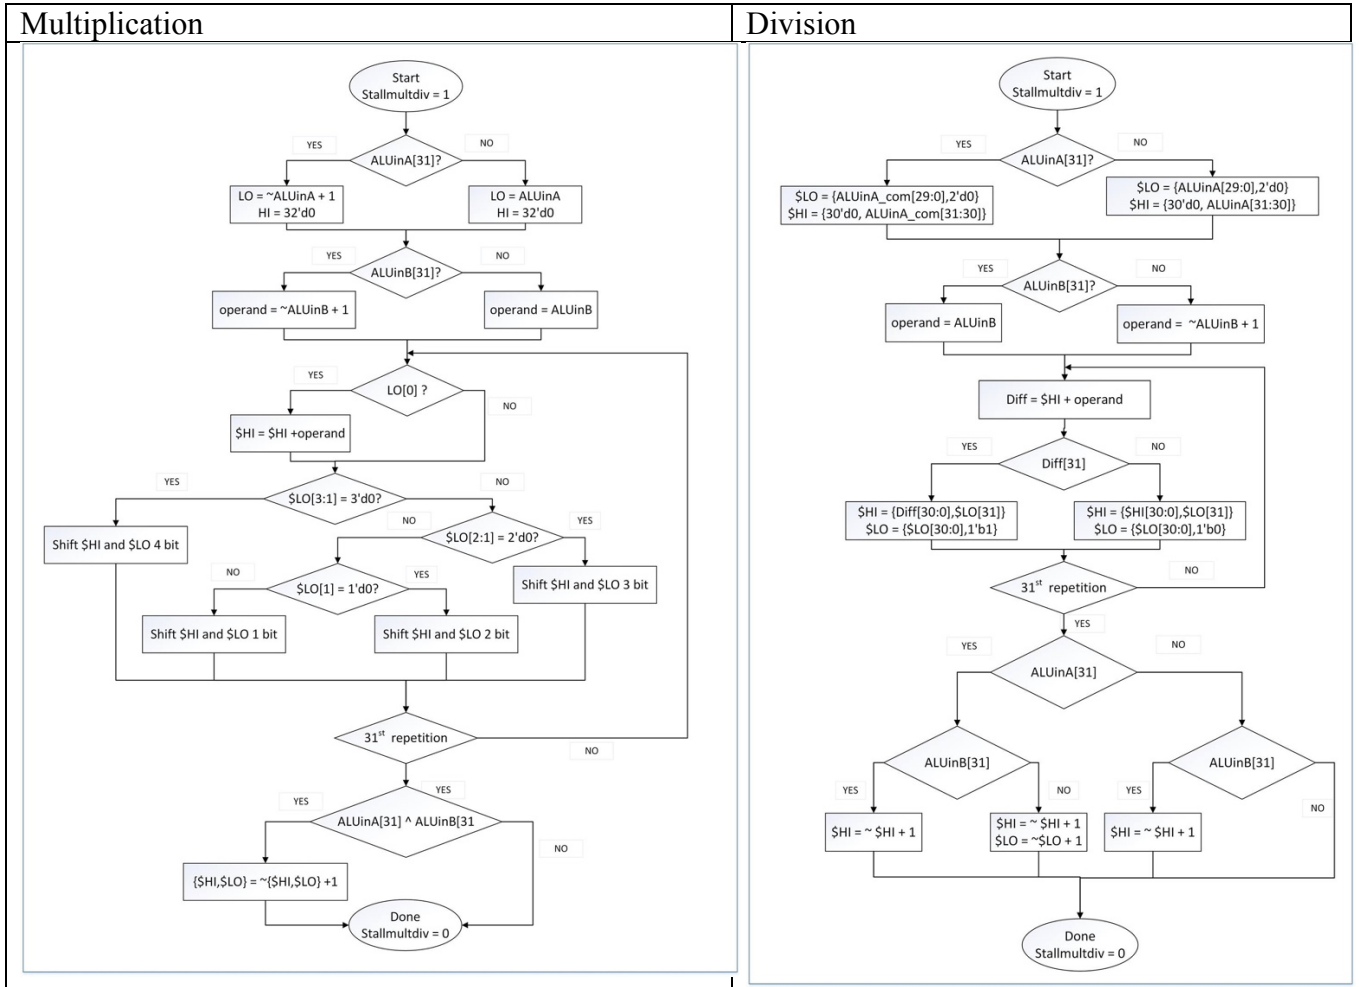 Multiplication
Start
Stallmultdiv = 1
YES
NO
ALUinA[31]?
LO = ~ALUinA + 1
HI = 32'd0
LO = ALUinA
HI = 32'd0
YES
NO
ALUinB[31]?
operand = ~ALUinB + 1
operand = ALUinB
YES
LO[0] ?
NO
$HI = $HI +operand
YES
NO
$LO[3:1] = 3'd0?
NO
YES
Shift $HI and $LO 4 bit
$LO[2:1] = 2'd0?
NO
YES
$LO[1] = 1'd0?
Shift $HI and $LO 3 bit
Shift $HI and $LO 1 bit
Shift $HI and $LO 2 bit
31st repetition
NO
YES
YES
ALUinA[31] ^ ALUinB[31
NO
{$HI,$LO} = ~{$HI,$LO} +1
Done
Stallmultdiv = 0
Division
Start
Stallmultdiv = 1
YES
NO
ALUinA[31]?
$LO = {ALUinA_com[29:0],2'd0}
$HI = {30'd0, ALUinA_com[31:30]}
$LO = {ALUinA[29:0],2'd0}
$HI = {30'd0, ALUinA[31:30]}
YES
NO
ALUinB[31]?
operand = ALUinB
operand = ~ALUinB + 1
Diff = $HI + operand
YES
NO
Diff[31]
$HI = {Diff[30:0],$LO[31]}
$LO = {$LO[30:0],1'b1}
$HI = {$HI[30:0],$LO[31]}
$LO = {$LO[30:0],1'b0}
31st repetition
NO
YES
YES
NO
ALUinA[31]
ALUinB[31]
ALUinB[31]
YES
NO
YES
NO
$HI = ~ $HI + 1
$HI = ~ $HI + 1
$LO = ~$LO + 1
$HI = ~ $HI + 1
Done
Stallmultdiv = 0